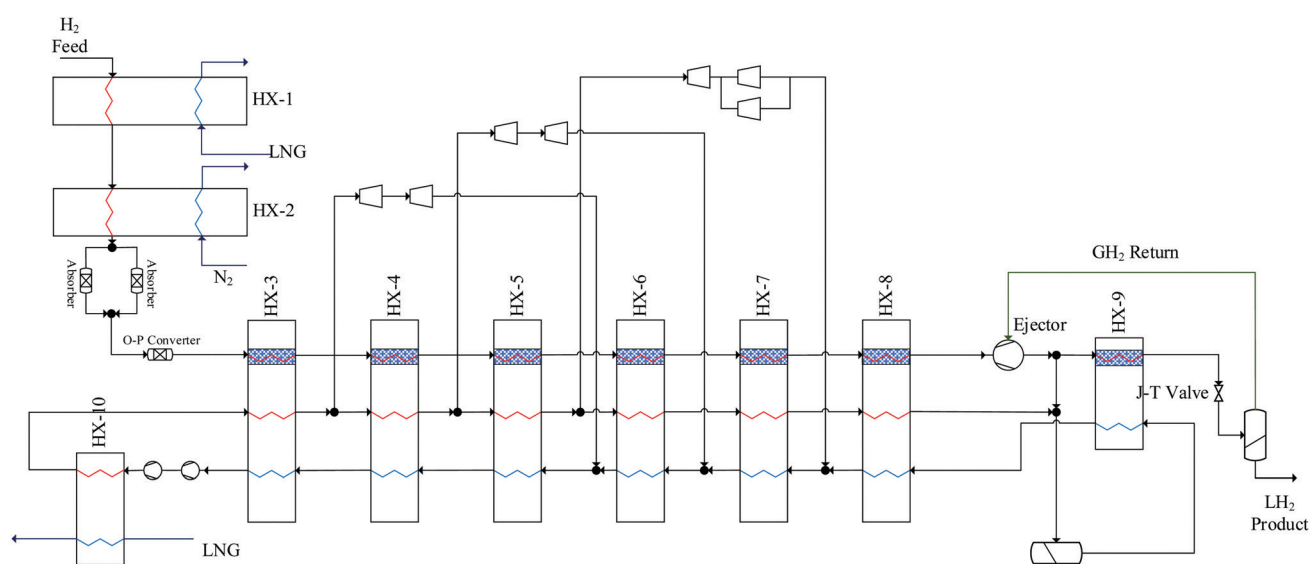 H2
Feed
HX-1
LNG
HX-2
N2
Absorber
Absorber
O-P Converter
HX-3
HX-4
HX-5
HX-6
HX-7
HX-8
GH2 Return
Ejector
HX-9
J-T Valve
HX-10
LNG
LH2
Product